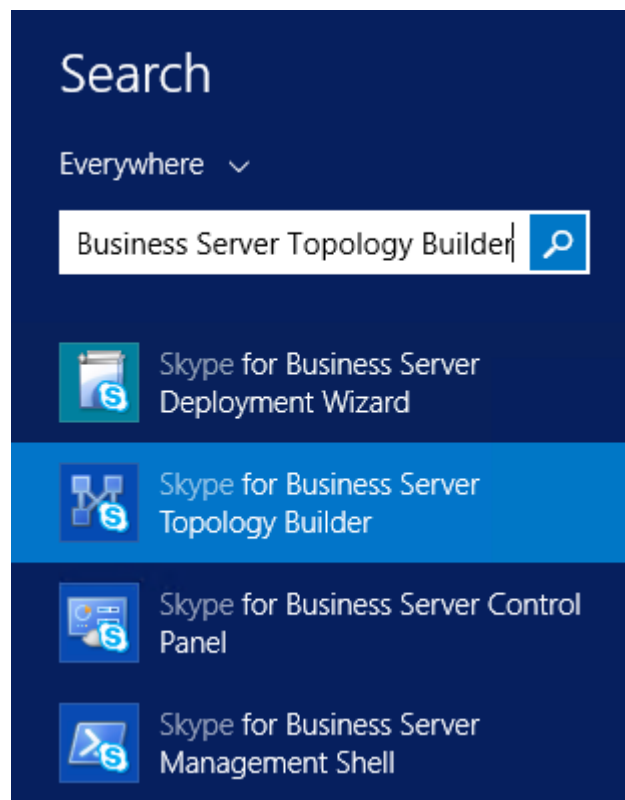 Search
Everywhere
Business Server Topology Builder
Skype for Business Server
Deployment Wizard
Skype for Business Server
Topology Builder
Skype for Business Server Control
Panel
Skype for Business Server
Management Shell